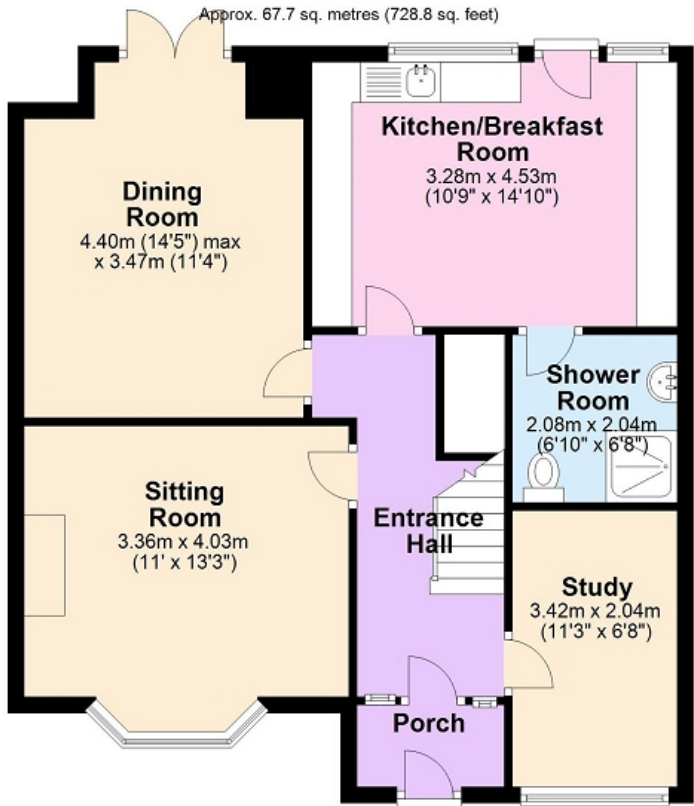 Approx. 67.7 sq. metres (728.8 sq. feet)
Kitchen/Breakfast
Room
3.28m x 4.53m
(10'9" x 14'10")
Dining
Room
4.40m (14'5") max
x 3.47m (11'4")
Shower
Room
2.08m x 2.04m
(6'10" x 6'8")
Sitting
Room
3.36m x 4.03m
(11' x 13'3")
Entrance
Hall
Study
3.42m x 2.04m
(11'3" x 6'8")
Porch